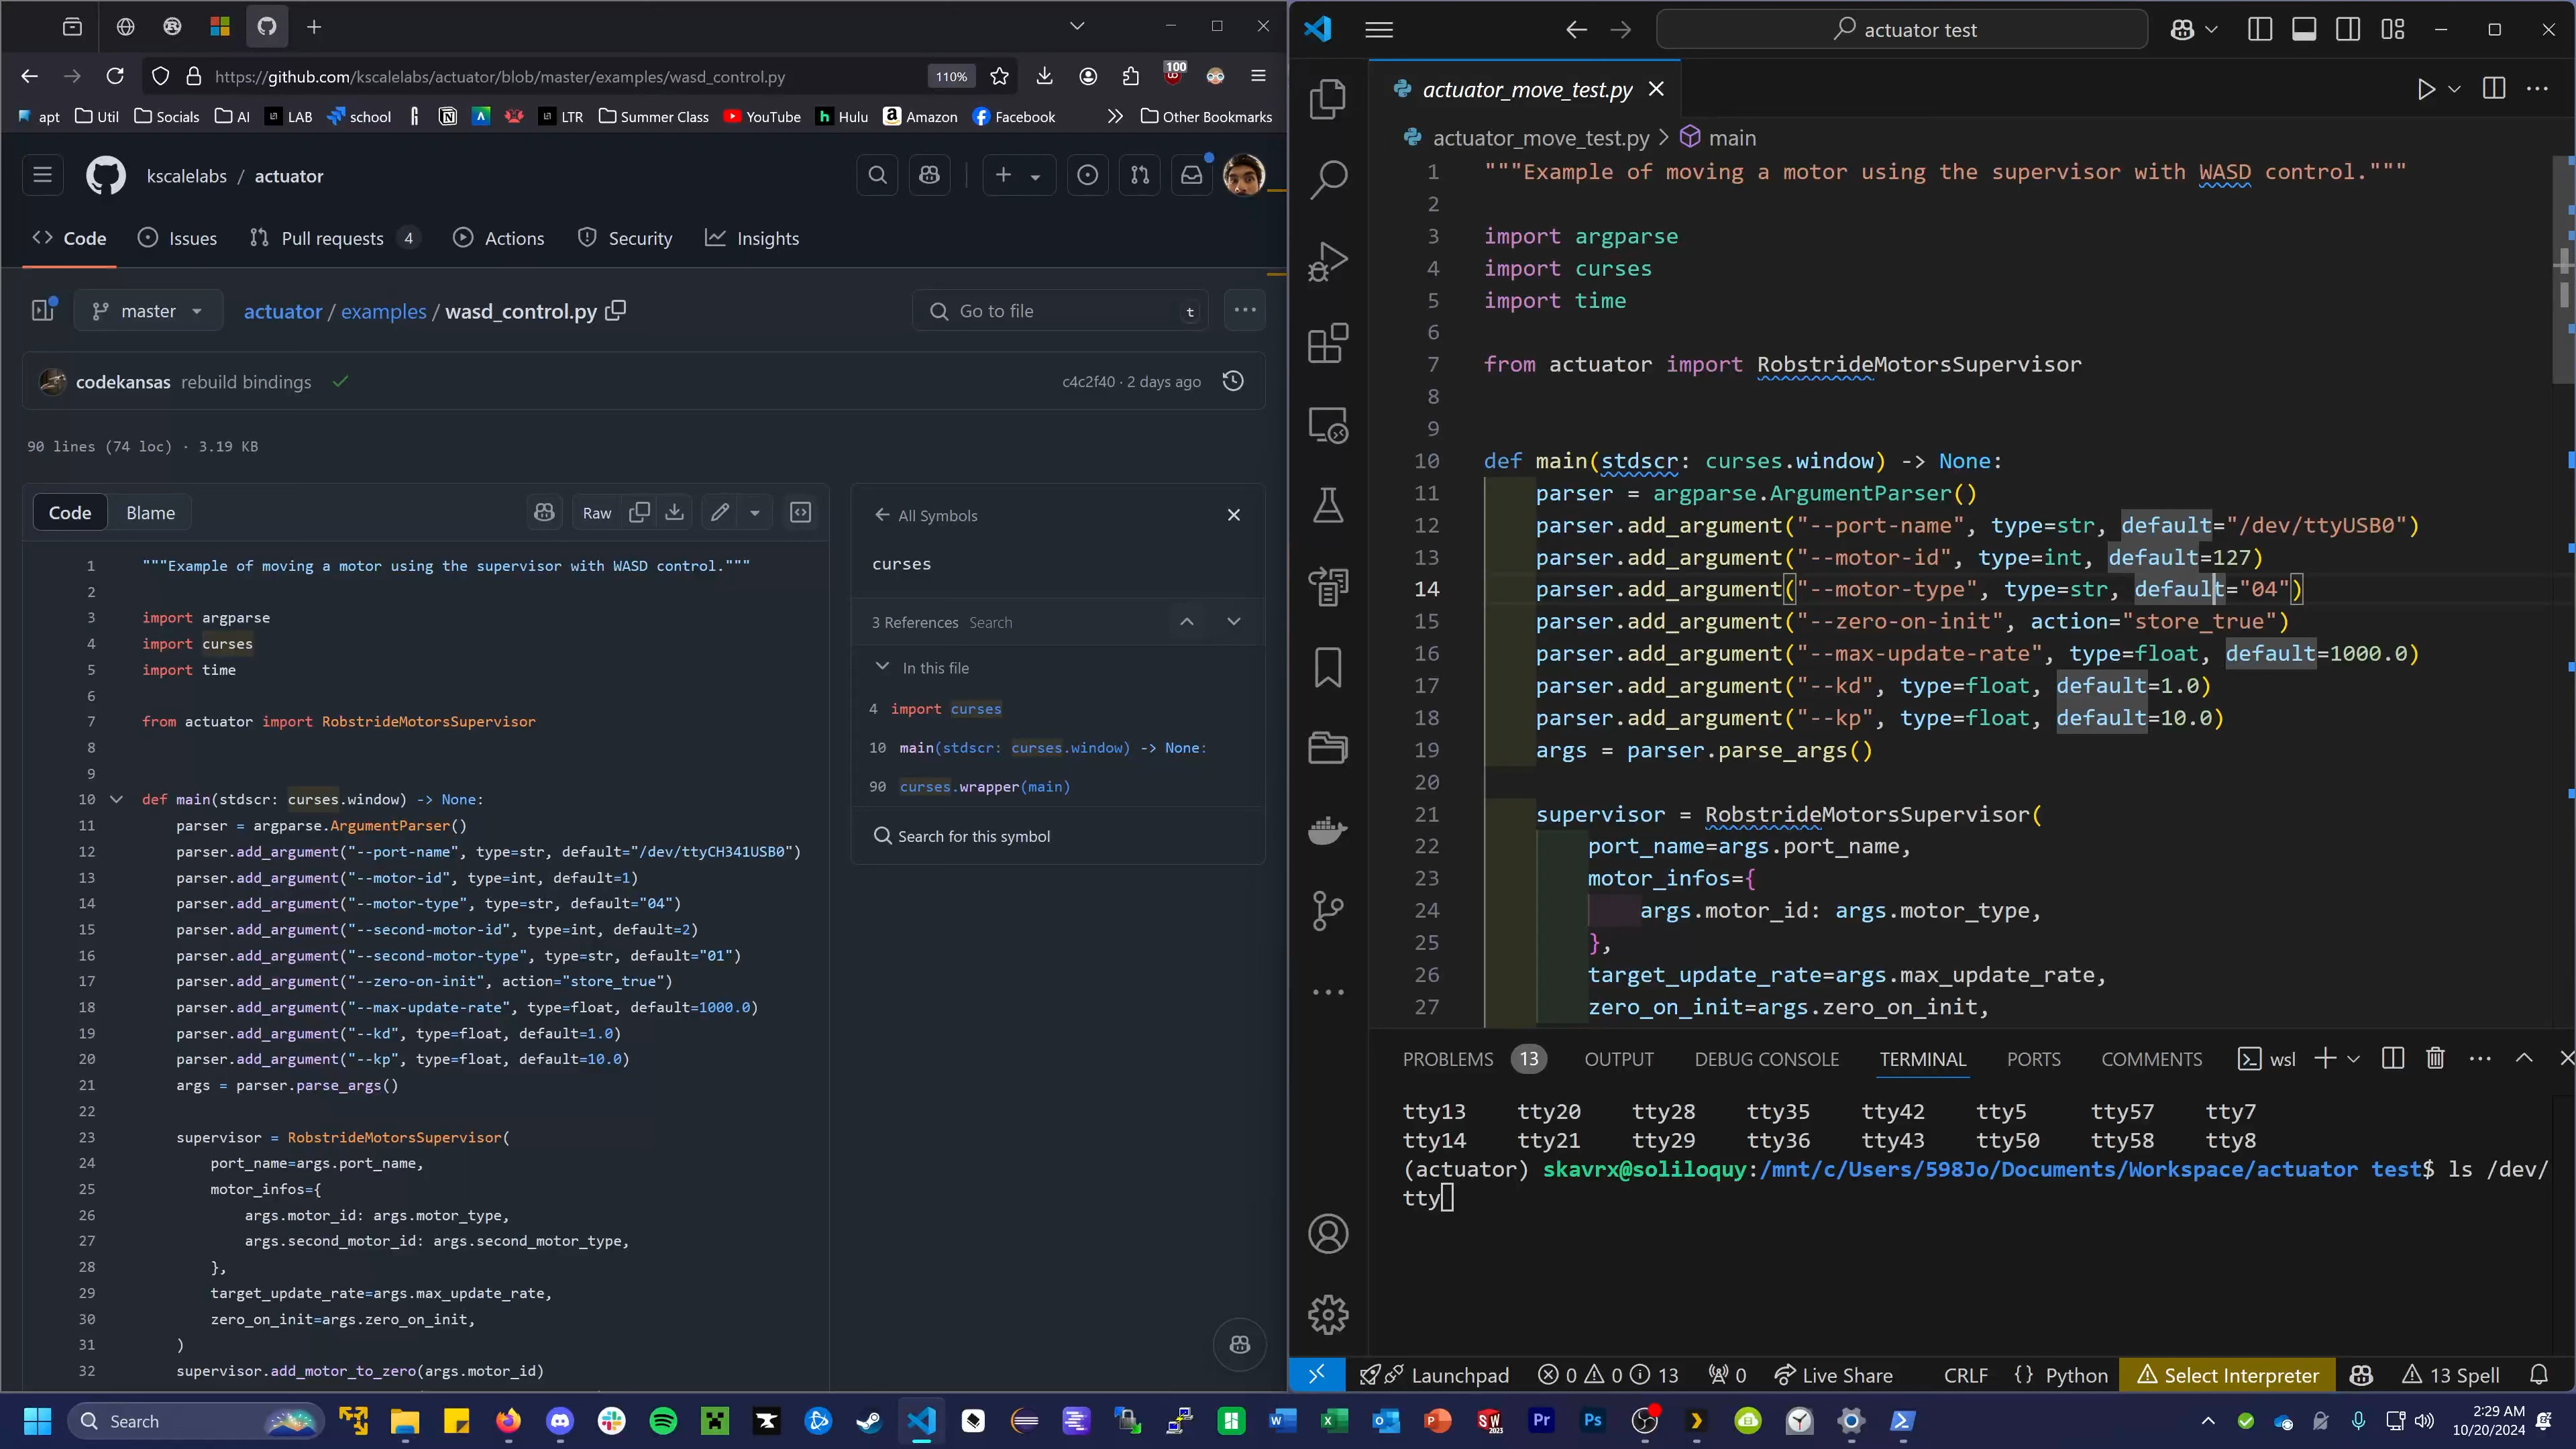 https://github.com/kscalelabs/actuator/blob/master/examples/wasd_control.py
110%
100
apt
Util
Socials
AI
LAB
school
LTR
Summer Class
YouTube
Hulu
Amazon
Facebook
Other Bookmarks
kscalelabs / actuator
Code
Issues
Pull requests 4
Actions
Security
Insights
master
actuator / examples / wasd_control.py
Go to file
t
codekansas rebuild bindings
c4c2f40 · 2 days ago
90 lines (74 loc) · 3.19 KB
Code
Blame
Raw
1 """Example of moving a motor using the supervisor with WASD control."""
2
3 import argparse
4 import curses
5 import time
6
7 from actuator import RobstrideMotorsSupervisor
8
9
10 def main(stdscr: curses.window) -> None:
11 parser = argparse.ArgumentParser()
12 parser.add_argument("--port-name", type=str, default="/dev/ttyCH341USB0")
13 parser.add_argument("--motor-id", type=int, default=1)
14 parser.add_argument("--motor-type", type=str, default="04")
15 parser.add_argument("--second-motor-id", type=int, default=2)
16 parser.add_argument("--second-motor-type", type=str, default="01")
17 parser.add_argument("--zero-on-init", action="store_true")
18 parser.add_argument("--max-update-rate", type=float, default=1000.0)
19 parser.add_argument("--kd", type=float, default=1.0)
20 parser.add_argument("--kp", type=float, default=10.0)
21 args = parser.parse_args()
22
23 supervisor = RobstrideMotorsSupervisor(
24 port_name=args.port_name,
25 motor_infos={
26 args.motor_id: args.motor_type,
27 args.second_motor_id: args.second_motor_type,
28 },
29 target_update_rate=args.max_update_rate,
30 zero_on_init=args.zero_on_init,
31 )
32 supervisor.add_motor_to_zero(args.motor_id)
All Symbols
curses
3 References Search
In this file
4 import curses
10 main(stdscr: curses.window) -> None:
90 curses.wrapper(main)
Search for this symbol
actuator test
actuator_move_test.py
actuator_move_test.py > main
1 """Example of moving a motor using the supervisor with WASD control."""
2
3 import argparse
4 import curses
5 import time
6
7 from actuator import RobstrideMotorsSupervisor
8
9
10 def main(stdscr: curses.window) -> None:
11 parser = argparse.ArgumentParser()
12 parser.add_argument("--port-name", type=str, default="/dev/ttyUSB0")
13 parser.add_argument("--motor-id", type=int, default=127)
14 parser.add_argument("--motor-type", type=str, default="04")
15 parser.add_argument("--zero-on-init", action="store_true")
16 parser.add_argument("--max-update-rate", type=float, default=1000.0)
17 parser.add_argument("--kd", type=float, default=1.0)
18 parser.add_argument("--kp", type=float, default=10.0)
19 args = parser.parse_args()
20
21 supervisor = RobstrideMotorsSupervisor(
22 port_name=args.port_name,
23 motor_infos={
24 args.motor_id: args.motor_type,
25 },
26 target_update_rate=args.max_update_rate,
27 zero_on_init=args.zero_on_init,
PROBLEMS 13
OUTPUT
DEBUG CONSOLE
TERMINAL
PORTS
COMMENTS
wsl
tty13 tty20 tty28 tty35 tty42 tty5 tty57 tty7
tty14 tty21 tty29 tty36 tty43 tty50 tty58 tty8
(actuator) skavrx@soliloquy:/mnt/c/Users/598Jo/Documents/Workspace/actuator test$ ls /dev/
tty
Launchpad
0 0 13
0
Live Share
CRLF
{ } Python
Select Interpreter
13 Spell
Search
2:29 AM
10/20/2024